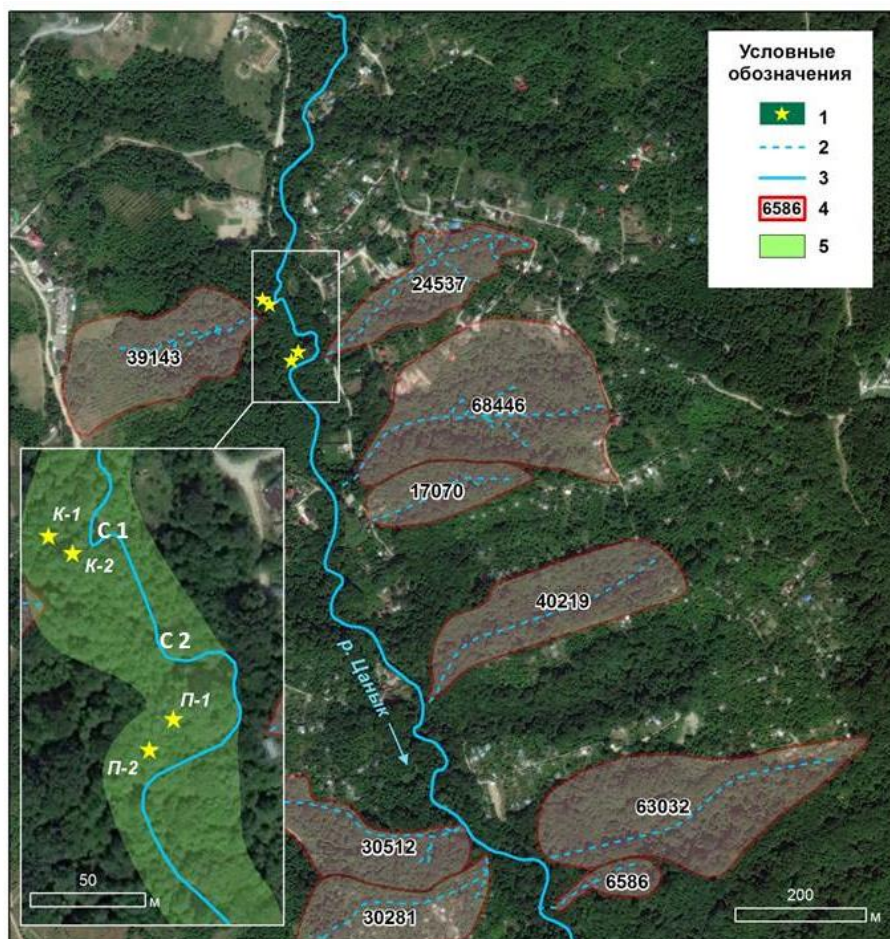 Условные
обозначения
1
2
3
6586 4
5
24537
39143
68446
17070
К-1
С 1
К-2
40219
С 2
р. Цанык
П-1
П-2
63032
30512
6586
30281
50
м
200
м